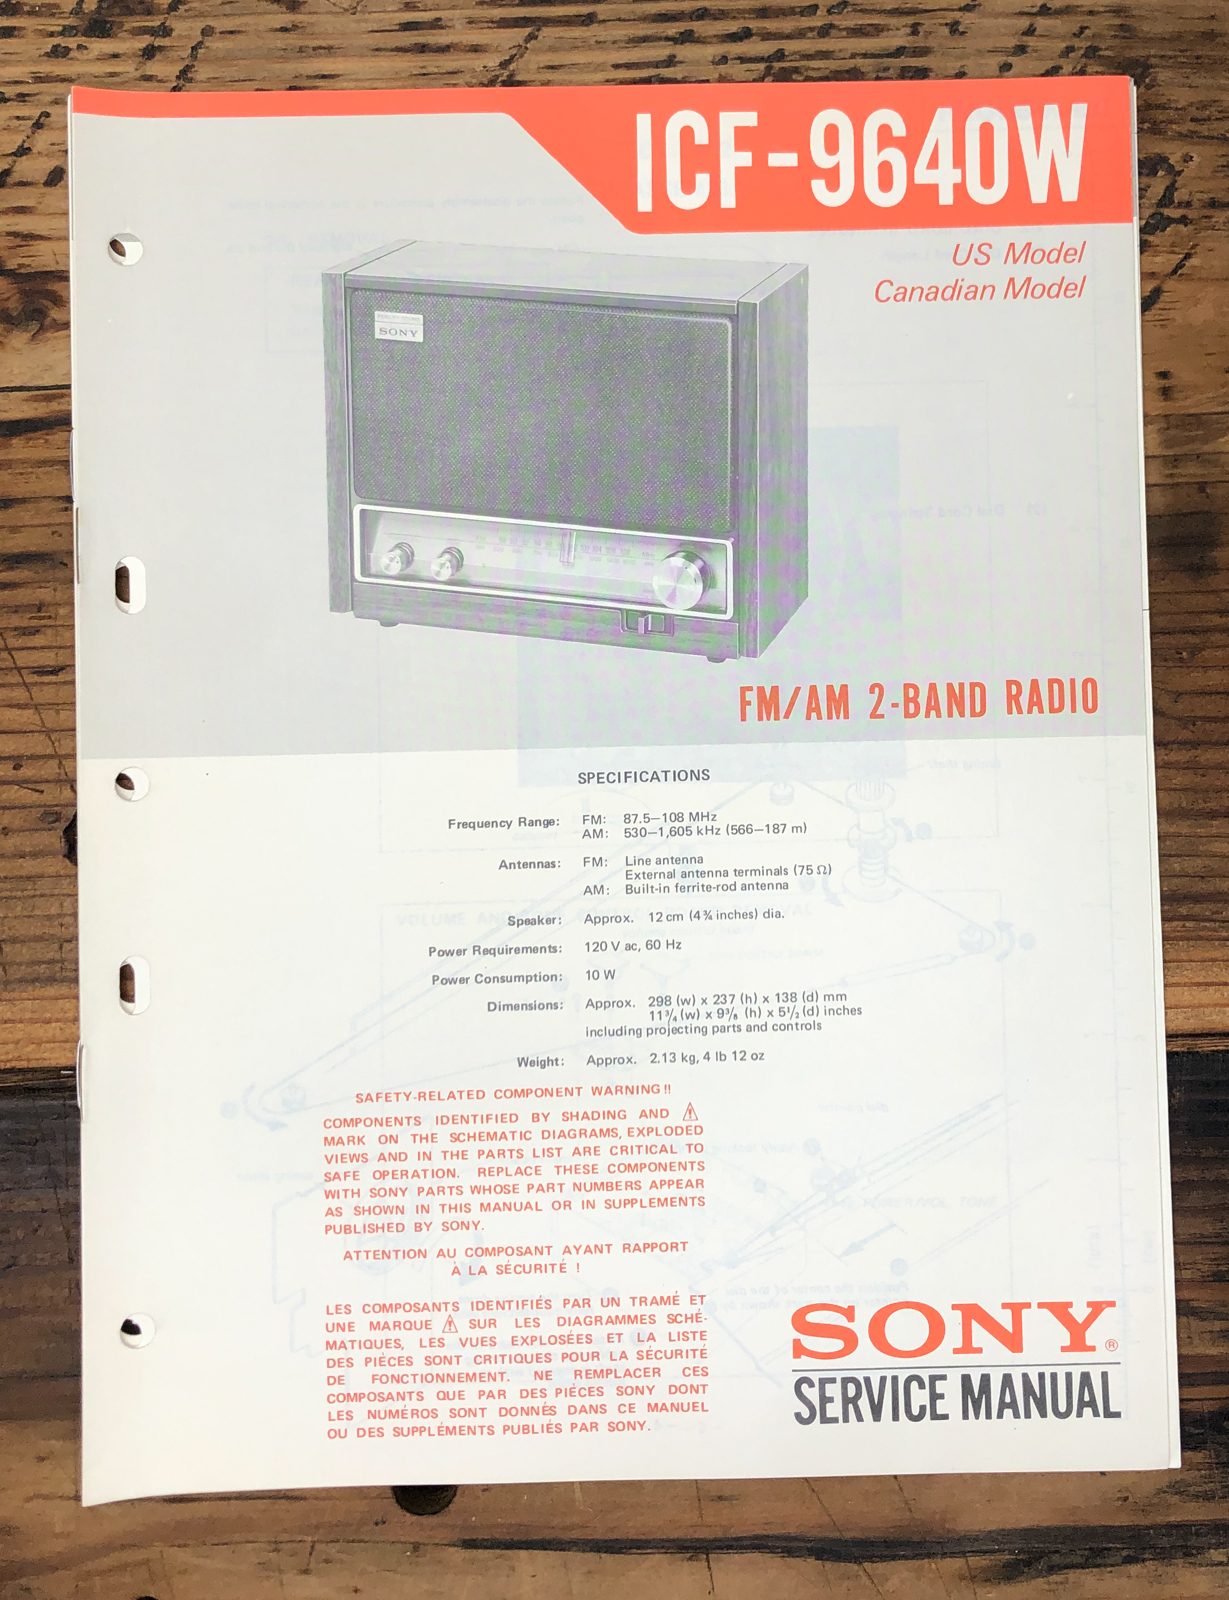 ICF-9640W
US Model
Canadian Model
SONY
FM/AM 2-BAND RADIO
SPECIFICATIONS
Frequency Range: FM: 87.5—108 MHz
AM: 530—1,605 kHz (566—187 m)
Antennas: FM: Line antenna
External antenna terminals (75 Ω)
AM: Built-in ferrite-rod antenna
Speaker: Approx. 12 cm (4¾ inches) dia.
Power Requirements: 120 V ac, 60 Hz
Power Consumption: 10 W
Dimensions: Approx. 298 (w) x 237 (h) x 138 (d) mm
11¾ (w) x 9⅜ (h) x 5½ (d) inches
including projecting parts and controls
Weight: Approx. 2.13 kg, 4 lb 12 oz
SAFETY-RELATED COMPONENT WARNING!!
COMPONENTS IDENTIFIED BY SHADING AND ⚠
MARK ON THE SCHEMATIC DIAGRAMS, EXPLODED
VIEWS AND IN THE PARTS LIST ARE CRITICAL TO
SAFE OPERATION. REPLACE THESE COMPONENTS
WITH SONY PARTS WHOSE PART NUMBERS APPEAR
AS SHOWN IN THIS MANUAL OR IN SUPPLEMENTS
PUBLISHED BY SONY.
ATTENTION AU COMPOSANT AYANT RAPPORT
À LA SÉCURITÉ !
LES COMPOSANTS IDENTIFIÉS PAR UN TRAMÉ ET
UNE MARQUE ⚠ SUR LES DIAGRAMMES SCHÉ-
MATIQUES, LES VUES EXPLOSÉES ET LA LISTE
DES PIÈCES SONT CRITIQUES POUR LA SÉCURITÉ
DE FONCTIONNEMENT. NE REMPLACER CES
COMPOSANTS QUE PAR DES PIÈCES SONY DONT
LES NUMÉROS SONT DONNÉS DANS CE MANUEL
OU DES SUPPLÉMENTS PUBLIÉS PAR SONY.
SONY®
SERVICE MANUAL